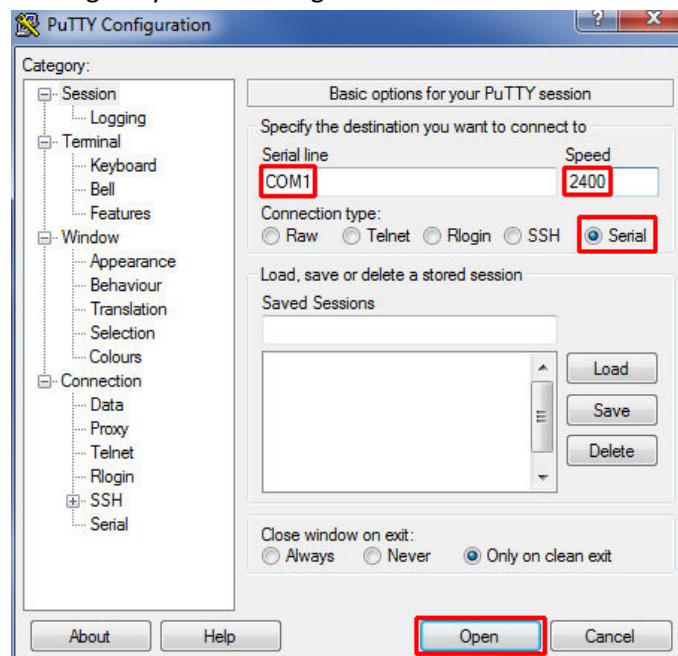 PuTTY Configuration
Category:
Session
Logging
Terminal
Keyboard
Bell
Features
Window
Appearance
Behaviour
Translation
Selection
Colours
Connection
Data
Proxy
Telnet
Rlogin
SSH
Serial
Basic options for your PuTTY session
Specify the destination you want to connect to
Serial line Speed
COM1 2400
Connection type:
Raw Telnet Rlogin SSH Serial
Load, save or delete a stored session
Saved Sessions
Load
Save
Delete
Close window on exit:
Always Never Only on clean exit
About Help Open Cancel